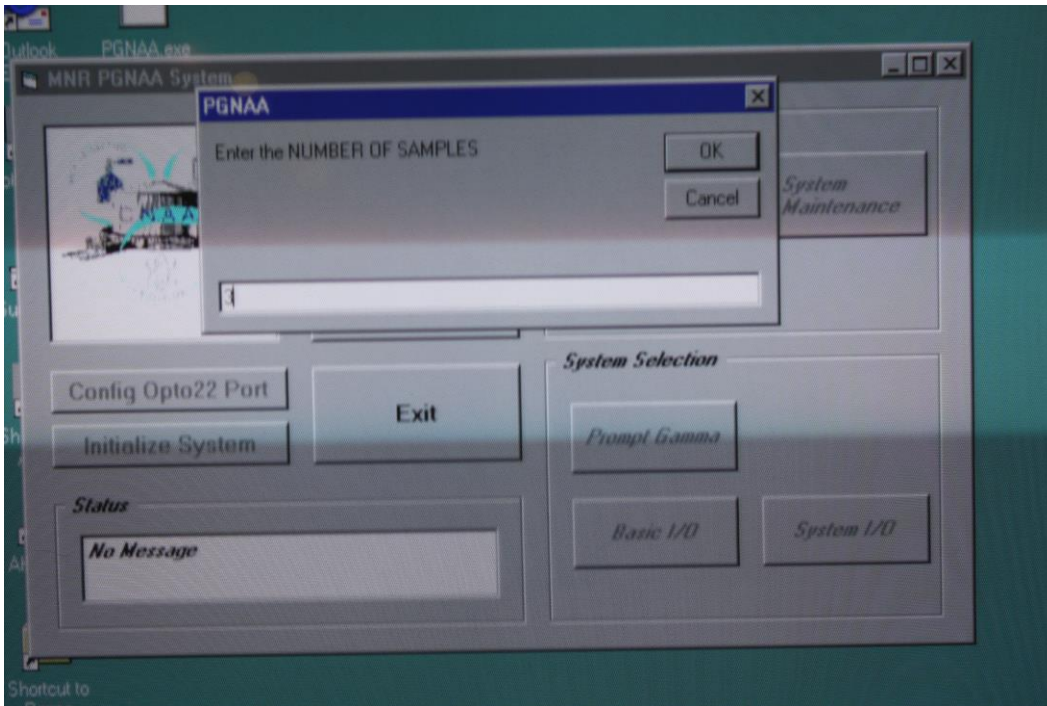 Outlook
PGNAA.exe
MNR PGNAA System
PGNAA
Enter the NUMBER OF SAMPLES
OK
Cancel
3
System
Maintenance
Config Opto22 Port
Initialize System
Exit
System Selection
Prompt Gamma
Basic I/O
System I/O
Status
No Message
Shortcut to